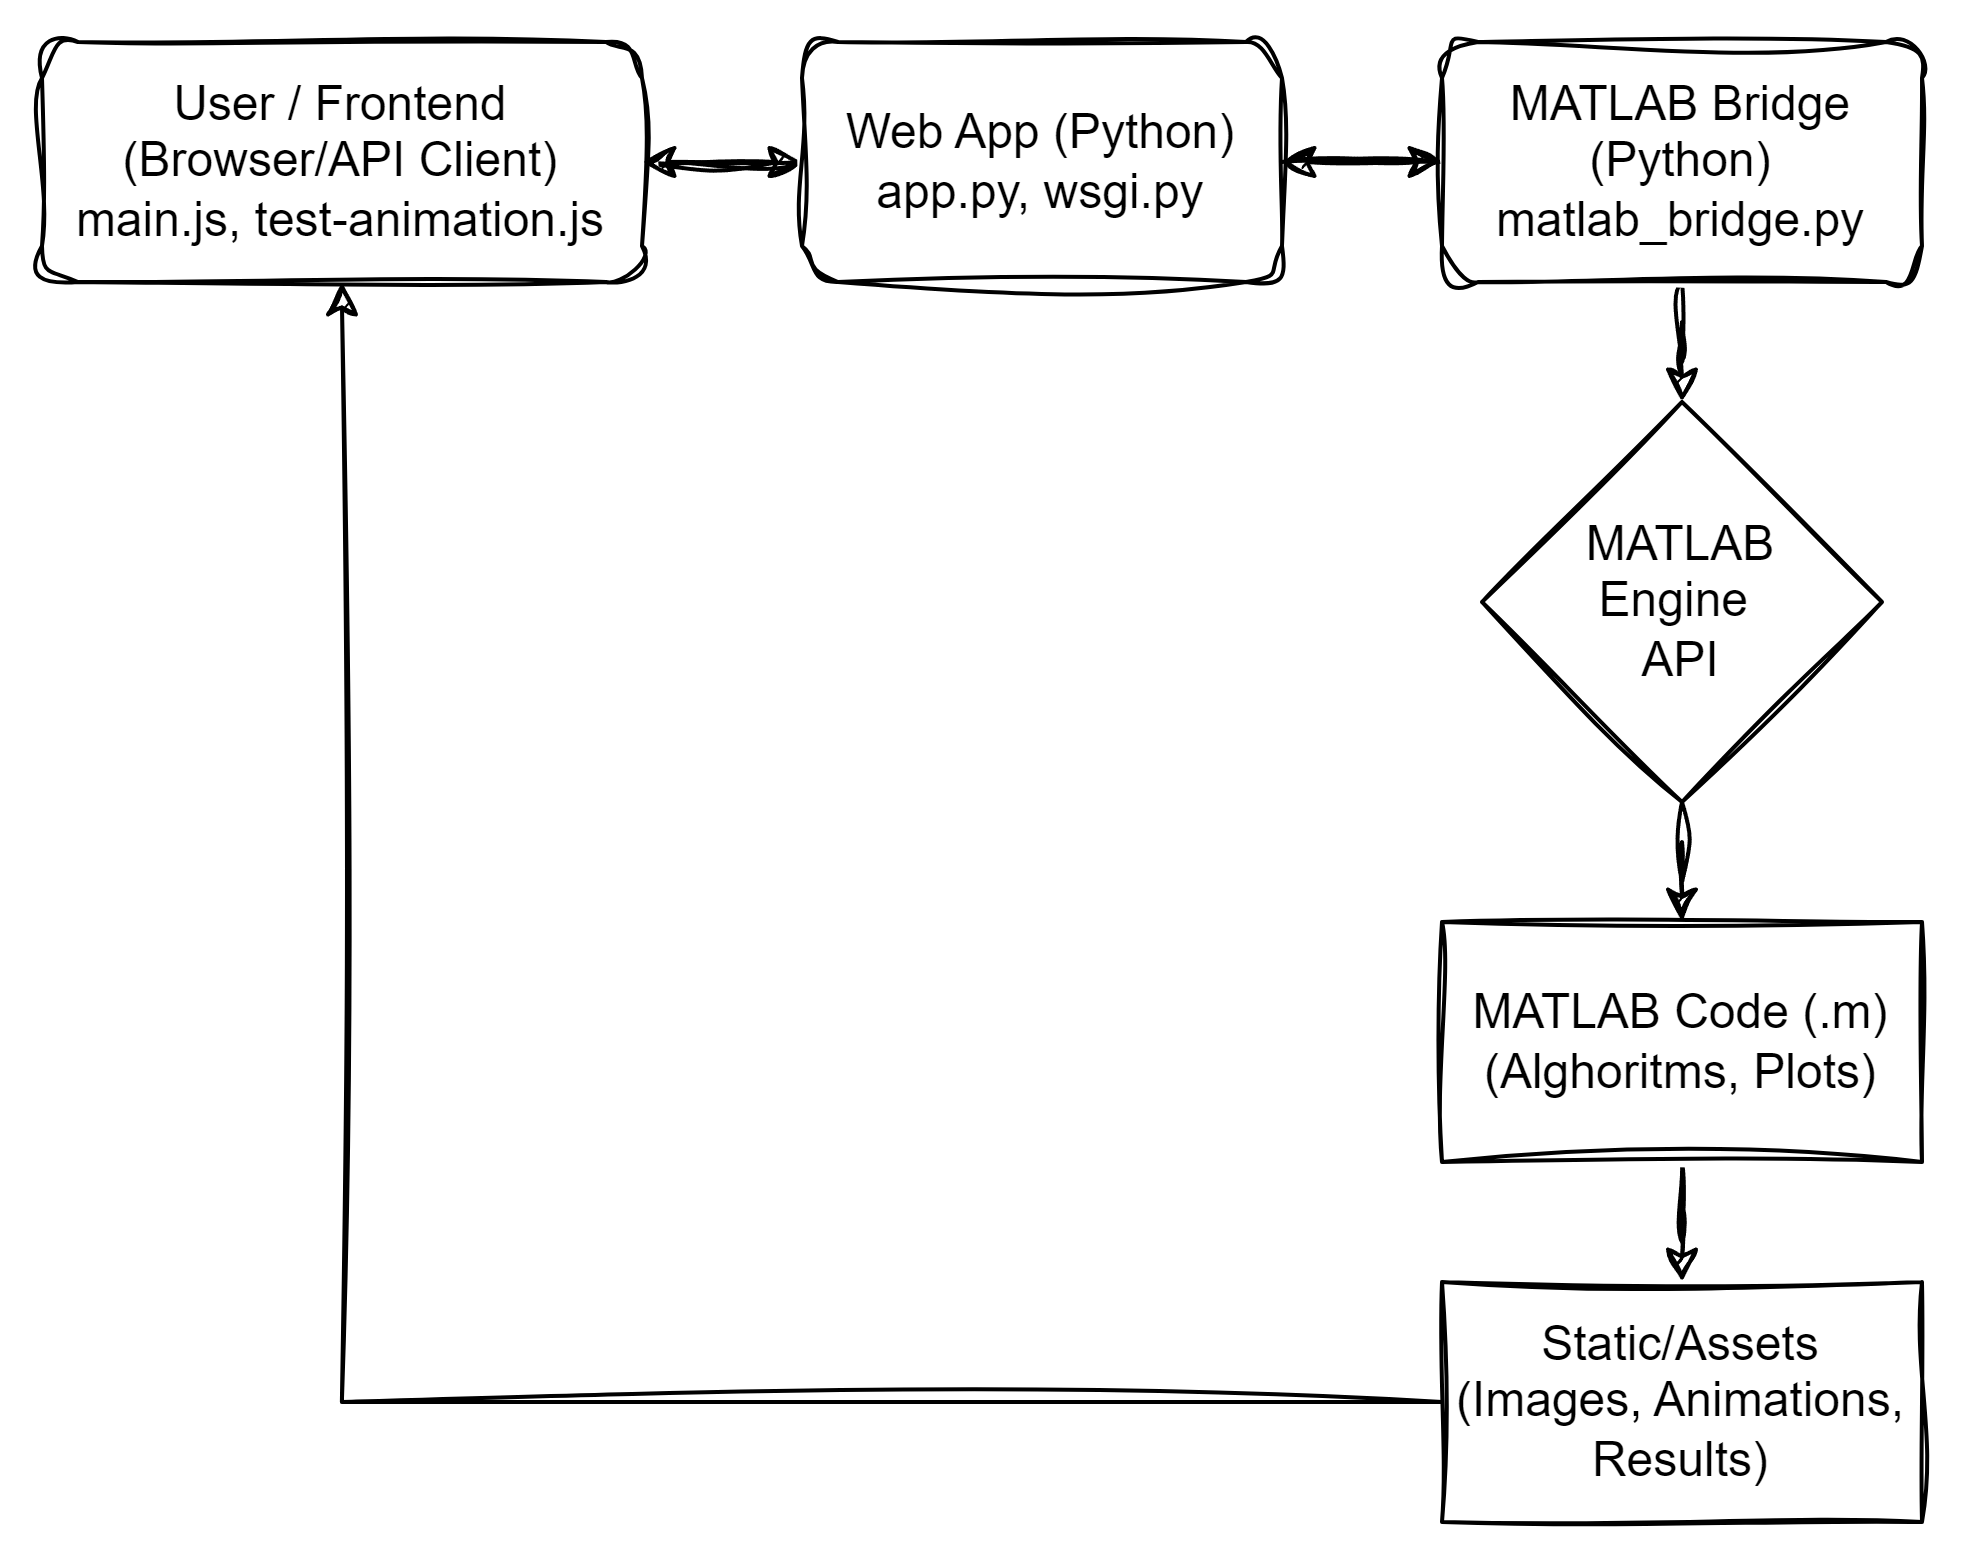 User / Frontend
(Browser/API Client)
main.js, test-animation.js
Web App (Python)
app.py, wsgi.py
MATLAB Bridge
(Python)
matlab_bridge.py
MATLAB
Engine
API
MATLAB Code (.m)
(Alghoritms, Plots)
Static/Assets
(Images, Animations,
Results)